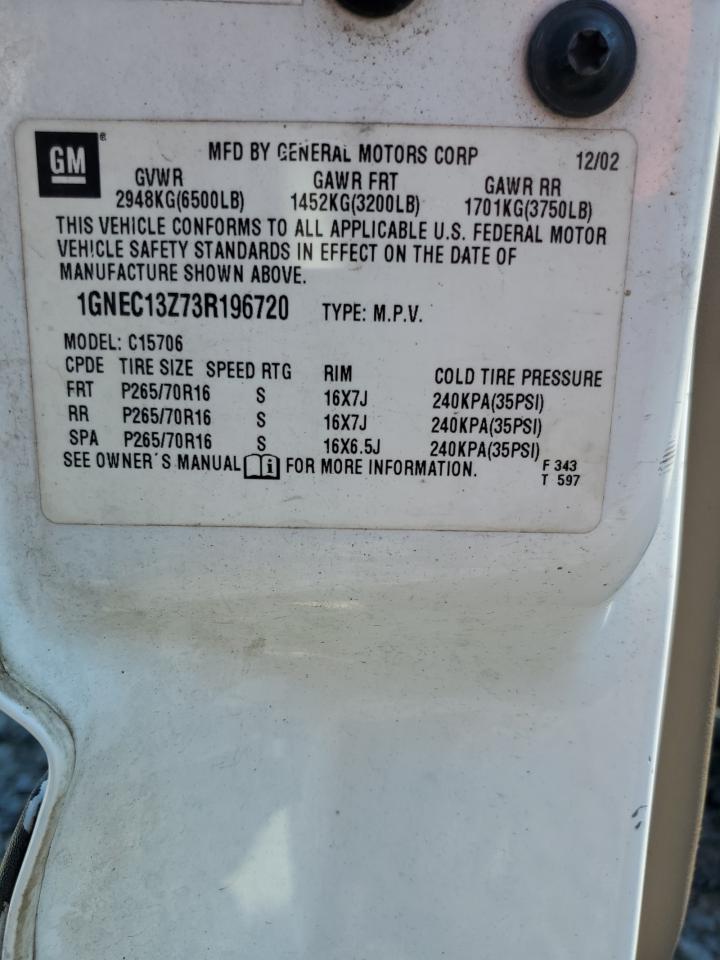 GM®
MFD BY GENERAL MOTORS CORP 12/02
GVWR GAWR FRT GAWR RR
2948KG(6500LB) 1452KG(3200LB) 1701KG(3750LB)
THIS VEHICLE CONFORMS TO ALL APPLICABLE U.S. FEDERAL MOTOR
VEHICLE SAFETY STANDARDS IN EFFECT ON THE DATE OF
MANUFACTURE SHOWN ABOVE.
1GNEC13Z73R196720 TYPE: M.P.V.
MODEL: C15706
CPDE TIRE SIZE SPEED RTG RIM COLD TIRE PRESSURE
FRT P265/70R16 S 16X7J 240KPA(35PSI)
RR P265/70R16 S 16X7J 240KPA(35PSI)
SPA P265/70R16 S 16X6.5J 240KPA(35PSI)
SEE OWNER'S MANUAL FOR MORE INFORMATION. F 343
T 597